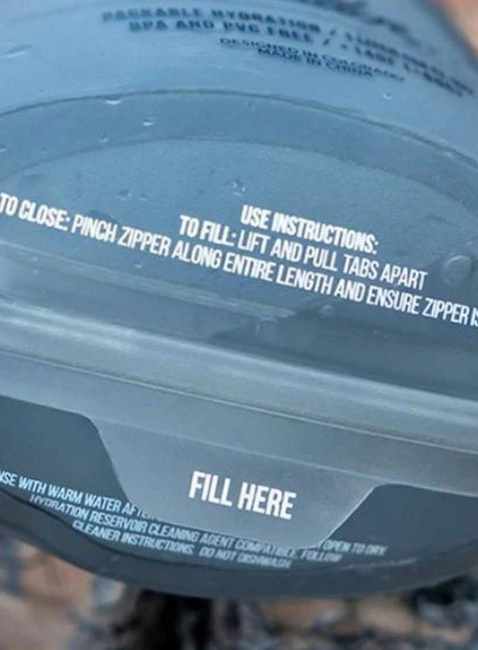 PACKABLE HYDRATION /
BPA AND PVC FREE /
DESIGNED IN COLORADO
MADE IN CHINA
USE INSTRUCTIONS:
TO FILL: LIFT AND PULL TABS APART
TO CLOSE: PINCH ZIPPER ALONG ENTIRE LENGTH AND ENSURE ZIPPER IS
FILL HERE
WITH WARM WATER OPEN TO DRY
HYDRATION RESERVOIR CLEANING AGENT COMPATIBLE. FOLLOW
CLEANER INSTRUCTIONS. DO NOT DISHWASH